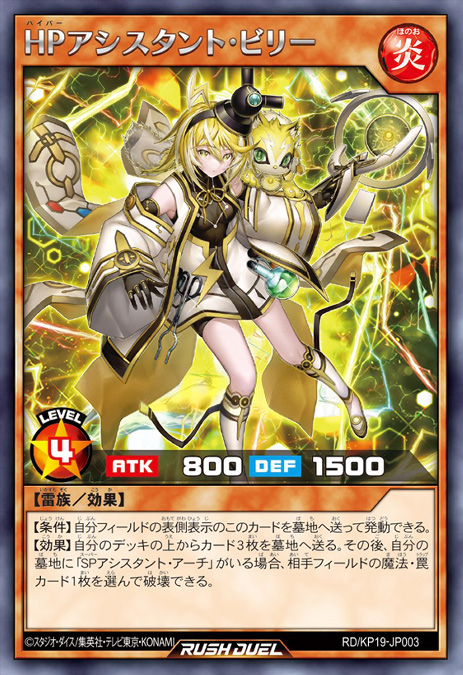 ハイパー
HPアシスタント・ビリー
ほのお
炎
LEVEL
4
ATK 800 DEF 1500
【雷族／効果】
【条件】自分フィールドの表側表示のこのカードを墓地へ送って発動できる。
【効果】自分のデッキの上からカード3枚を墓地へ送る。その後、自分の
墓地に「SPアシスタント・アーチ」がいる場合、相手フィールドの魔法・罠
カード1枚を選んで破壊できる。
©スタジオ・ダイス/集英社・テレビ東京・KONAMI
RUSH DUEL
RD/KP19-JP003